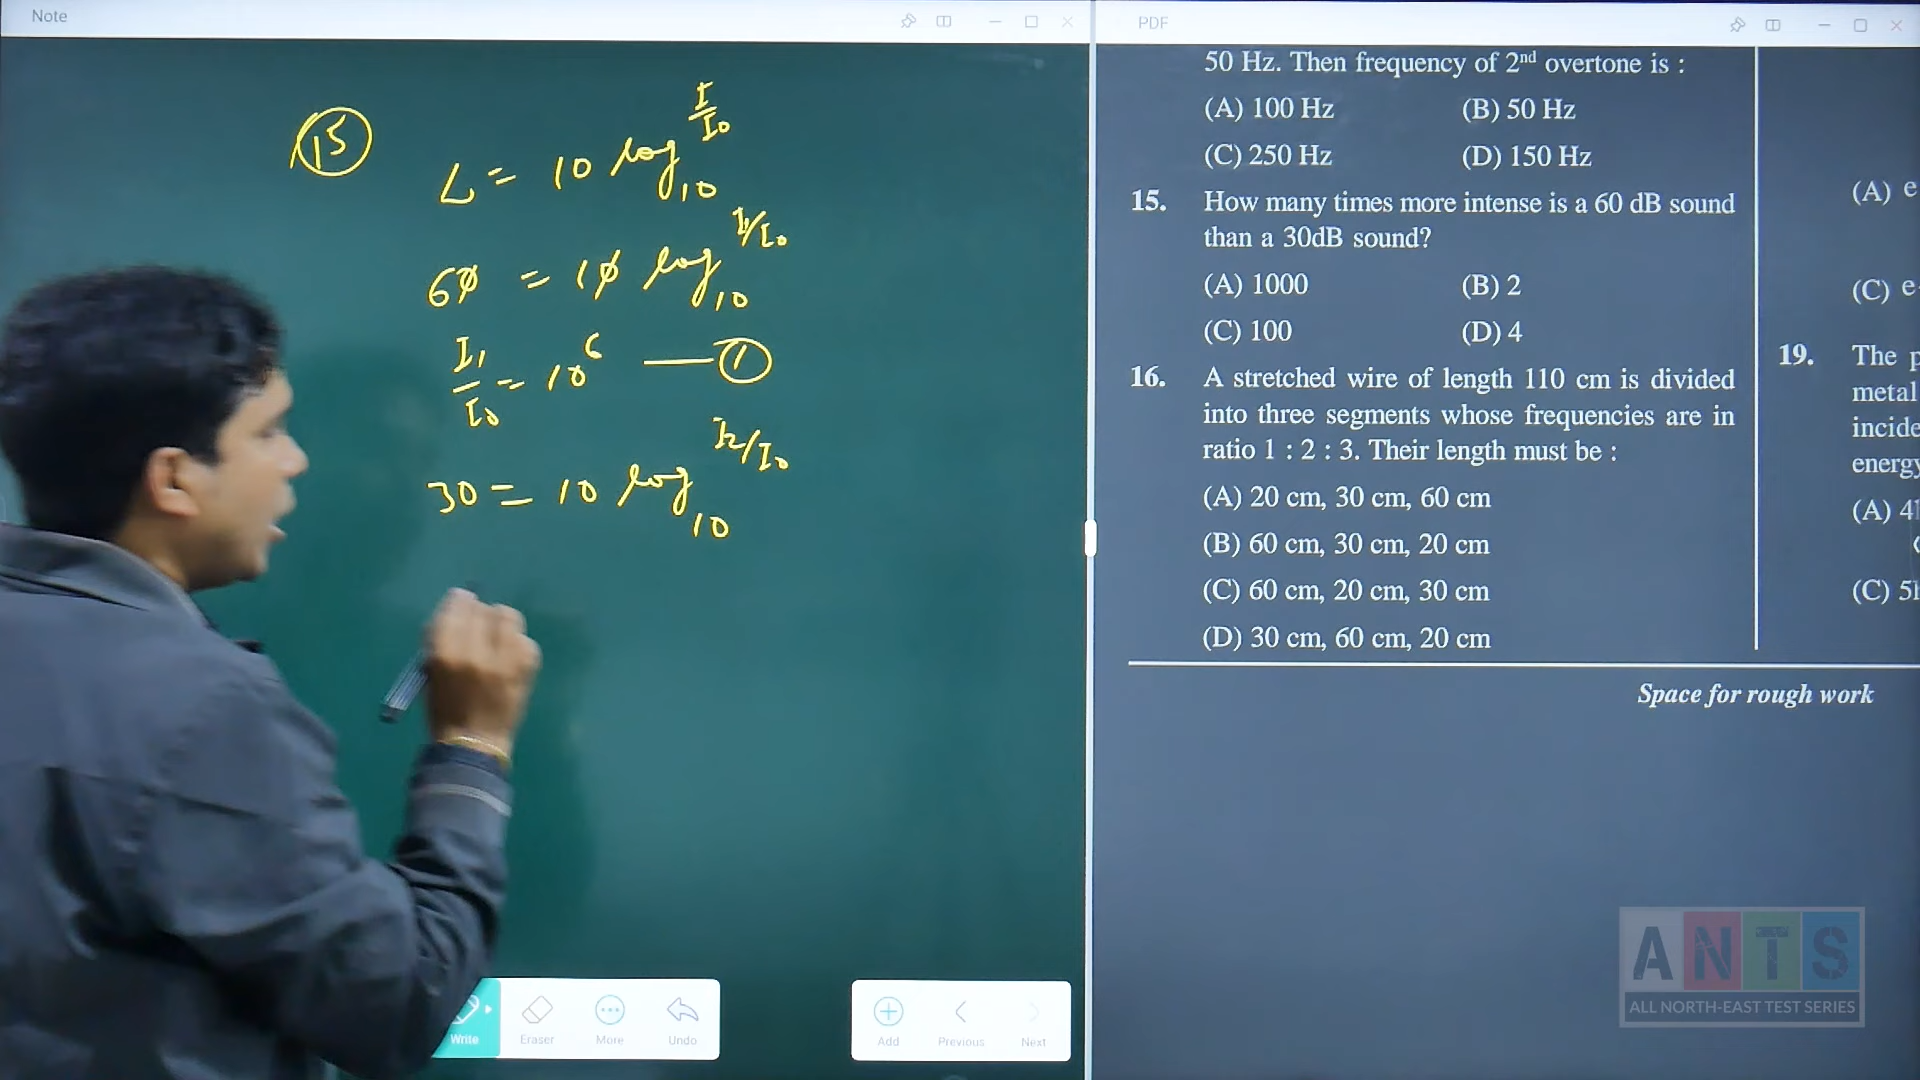 Note
15
L = 10 log10 I/I0
60 = 10 log10 I1/I0
I1/I0 = 10^6 — 1
30 = 10 log10 I2/I0
Write
Eraser
More
Undo
Add
Previous
Next
PDF
50 Hz. Then frequency of 2nd overtone is :
(A) 100 Hz (B) 50 Hz
(C) 250 Hz (D) 150 Hz
15. How many times more intense is a 60 dB sound
than a 30dB sound?
(A) 1000 (B) 2
(C) 100 (D) 4
16. A stretched wire of length 110 cm is divided
into three segments whose frequencies are in
ratio 1 : 2 : 3. Their length must be :
(A) 20 cm, 30 cm, 60 cm
(B) 60 cm, 30 cm, 20 cm
(C) 60 cm, 20 cm, 30 cm
(D) 30 cm, 60 cm, 20 cm
(A) e
(C) e
19. The p
metal
incide
energy
(A) 4
(C) 5
Space for rough work
ANTS
ALL NORTH-EAST TEST SERIES